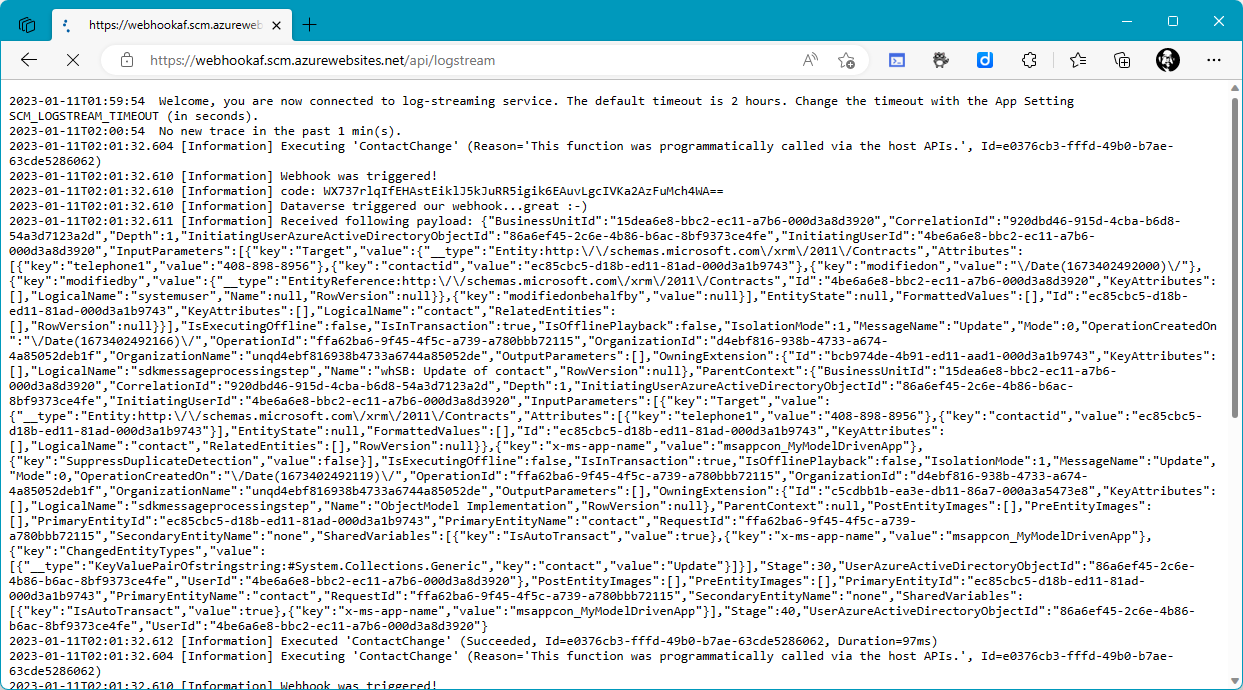 https://webhookaf.scm.azureweb
https://webhookaf.scm.azurewebsites.net/api/logstream
2023-01-11T01:59:54  Welcome, you are now connected to log-streaming service. The default timeout is 2 hours. Change the timeout with the App Setting
SCM_LOGSTREAM_TIMEOUT (in seconds).
2023-01-11T02:00:54  No new trace in the past 1 min(s).
2023-01-11T02:01:32.604 [Information] Executing 'ContactChange' (Reason='This function was programmatically called via the host APIs.', Id=e0376cb3-fffd-49b0-b7ae-
63cde5286062)
2023-01-11T02:01:32.610 [Information] Webhook was triggered!
2023-01-11T02:01:32.610 [Information] code: WX737rlqIfEHAstEiklJ5kJuRR5igik6EAuvLgcIVKa2AzFuMch4WA==
2023-01-11T02:01:32.610 [Information] Dataverse triggered our webhook...great :-)
2023-01-11T02:01:32.611 [Information] Received following payload: {"BusinessUnitId":"15dea6e8-bbc2-ec11-a7b6-000d3a8d3920","CorrelationId":"920dbd46-915d-4cba-b6d8-
54a3d7123a2d","Depth":1,"InitiatingUserAzureActiveDirectoryObjectId":"86a6ef45-2c6e-4b86-b6ac-8bf9373ce4fe","InitiatingUserId":"4be6a6e8-bbc2-ec11-a7b6-
000d3a8d3920","InputParameters":[{"key":"Target","value":{"__type":"Entity:http:\/\/schemas.microsoft.com\/xrm\/2011\/Contracts","Attributes":
[{"key":"telephone1","value":"408-898-8956"},{"key":"contactid","value":"ec85cbc5-d18b-ed11-81ad-000d3a1b9743"},{"key":"modifiedon","value":"\/Date(1673402492000)\/"},
{"key":"modifiedby","value":{"__type":"EntityReference:http:\/\/schemas.microsoft.com\/xrm\/2011\/Contracts","Id":"4be6a6e8-bbc2-ec11-a7b6-000d3a8d3920","KeyAttributes":
[],"LogicalName":"systemuser","Name":null,"RowVersion":null}},{"key":"modifiedonbehalfby","value":null}],"EntityState":null,"FormattedValues":[],"Id":"ec85cbc5-d18b-
ed11-81ad-000d3a1b9743","KeyAttributes":[],"LogicalName":"contact","RelatedEntities":
[],"RowVersion":null}}],"IsExecutingOffline":false,"IsInTransaction":true,"IsOfflinePlayback":false,"IsolationMode":1,"MessageName":"Update","Mode":0,"OperationCreatedOn
":"\/Date(1673402492166)\/","OperationId":"ffa62ba6-9f45-4f5c-a739-a780bbb72115","OrganizationId":"d4ebf816-938b-4733-a674-
4a85052deb1f","OrganizationName":"unqd4ebf816938b4733a6744a85052de","OutputParameters":[],"OwningExtension":{"Id":"bcb974de-4b91-ed11-aad1-000d3a1b9743","KeyAttributes":
[],"LogicalName":"sdkmessageprocessingstep","Name":"whSB: Update of contact","RowVersion":null},"ParentContext":{"BusinessUnitId":"15dea6e8-bbc2-ec11-a7b6-
000d3a8d3920","CorrelationId":"920dbd46-915d-4cba-b6d8-54a3d7123a2d","Depth":1,"InitiatingUserAzureActiveDirectoryObjectId":"86a6ef45-2c6e-4b86-b6ac-
8bf9373ce4fe","InitiatingUserId":"4be6a6e8-bbc2-ec11-a7b6-000d3a8d3920","InputParameters":[{"key":"Target","value":
{"__type":"Entity:http:\/\/schemas.microsoft.com\/xrm\/2011\/Contracts","Attributes":[{"key":"telephone1","value":"408-898-8956"},{"key":"contactid","value":"ec85cbc5-
d18b-ed11-81ad-000d3a1b9743"}],"EntityState":null,"FormattedValues":[],"Id":"ec85cbc5-d18b-ed11-81ad-000d3a1b9743","KeyAttributes":
[],"LogicalName":"contact","RelatedEntities":[],"RowVersion":null}},{"key":"x-ms-app-name","value":"msappcon_MyModelDrivenApp"},
{"key":"SuppressDuplicateDetection","value":false}],"IsExecutingOffline":false,"IsInTransaction":true,"IsOfflinePlayback":false,"IsolationMode":1,"MessageName":"Update",
"Mode":0,"OperationCreatedOn":"\/Date(1673402492119)\/","OperationId":"ffa62ba6-9f45-4f5c-a739-a780bbb72115","OrganizationId":"d4ebf816-938b-4733-a674-
4a85052deb1f","OrganizationName":"unqd4ebf816938b4733a6744a85052de","OutputParameters":[],"OwningExtension":{"Id":"c5cdbb1b-ea3e-db11-86a7-000a3a5473e8","KeyAttributes":
[],"LogicalName":"sdkmessageprocessingstep","Name":"ObjectModel Implementation","RowVersion":null},"ParentContext":null,"PostEntityImages":[],"PreEntityImages":
[],"PrimaryEntityId":"ec85cbc5-d18b-ed11-81ad-000d3a1b9743","PrimaryEntityName":"contact","RequestId":"ffa62ba6-9f45-4f5c-a739-
a780bbb72115","SecondaryEntityName":"none","SharedVariables":[{"key":"IsAutoTransact","value":true},{"key":"x-ms-app-name","value":"msappcon_MyModelDrivenApp"},
{"key":"ChangedEntityTypes","value":
[{"__type":"KeyValuePairOfstringstring:#System.Collections.Generic","key":"contact","value":"Update"}]}],"Stage":30,"UserAzureActiveDirectoryObjectId":"86a6ef45-2c6e-
4b86-b6ac-8bf9373ce4fe","UserId":"4be6a6e8-bbc2-ec11-a7b6-000d3a8d3920"},"PostEntityImages":[],"PreEntityImages":[],"PrimaryEntityId":"ec85cbc5-d18b-ed11-81ad-
000d3a1b9743","PrimaryEntityName":"contact","RequestId":"ffa62ba6-9f45-4f5c-a739-a780bbb72115","SecondaryEntityName":"none","SharedVariables":
[{"key":"IsAutoTransact","value":true},{"key":"x-ms-app-name","value":"msappcon_MyModelDrivenApp"}],"Stage":40,"UserAzureActiveDirectoryObjectId":"86a6ef45-2c6e-4b86-
b6ac-8bf9373ce4fe","UserId":"4be6a6e8-bbc2-ec11-a7b6-000d3a8d3920"}
2023-01-11T02:01:32.612 [Information] Executed 'ContactChange' (Succeeded, Id=e0376cb3-fffd-49b0-b7ae-63cde5286062, Duration=97ms)
2023-01-11T02:01:32.604 [Information] Executing 'ContactChange' (Reason='This function was programmatically called via the host APIs.', Id=e0376cb3-fffd-49b0-b7ae-
63cde5286062)
2023-01-11T02:01:32.610 [Information] Webhook was triggered!